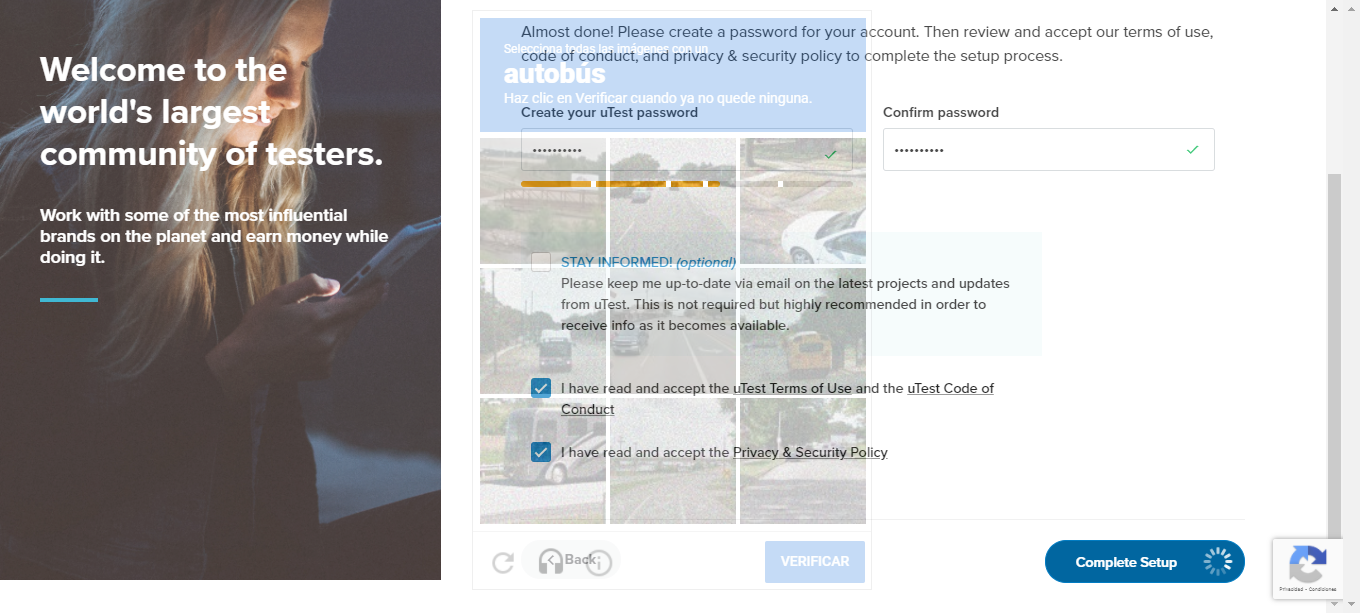 Welcome to the
world's largest
community of testers.
Work with some of the most influential
brands on the planet and earn money while
doing it.
Almost done! Please create a password for your account. Then review and accept our terms of use,
code of conduct, and privacy & security policy to complete the setup process.
Selecciona todas las imágenes con un
autobús
Haz clic en Verificar cuando ya no quede ninguna.
Create your uTest password
Confirm password
STAY INFORMED! (optional)
Please keep me up-to-date via email on the latest projects and updates
from uTest. This is not required but highly recommended in order to
receive info as it becomes available.
I have read and accept the uTest Terms of Use and the uTest Code of
Conduct
I have read and accept the Privacy & Security Policy
Back
VERIFICAR
Complete Setup
Privacidad - Condiciones